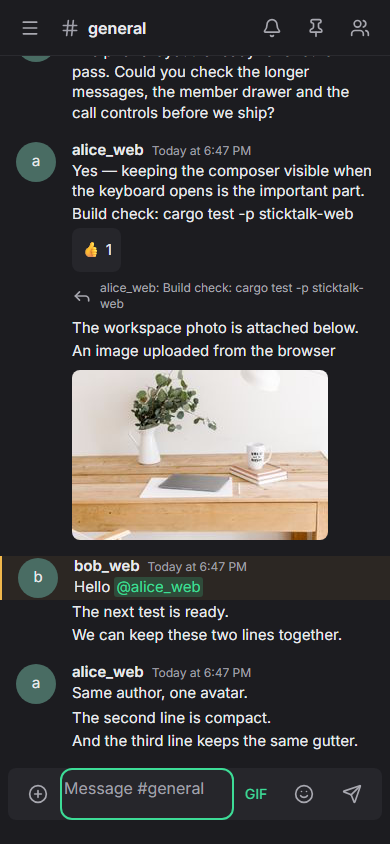 # general
pass. Could you check the longer
messages, the member drawer and the
call controls before we ship?
a
alice_web Today at 6:47 PM
Yes — keeping the composer visible when
the keyboard opens is the important part.
Build check: cargo test -p sticktalk-web
👍 1
alice_web: Build check: cargo test -p sticktalk-
web
The workspace photo is attached below.
An image uploaded from the browser
b
bob_web Today at 6:47 PM
Hello @alice_web
The next test is ready.
We can keep these two lines together.
a
alice_web Today at 6:47 PM
Same author, one avatar.
The second line is compact.
And the third line keeps the same gutter.
Message #general
GIF